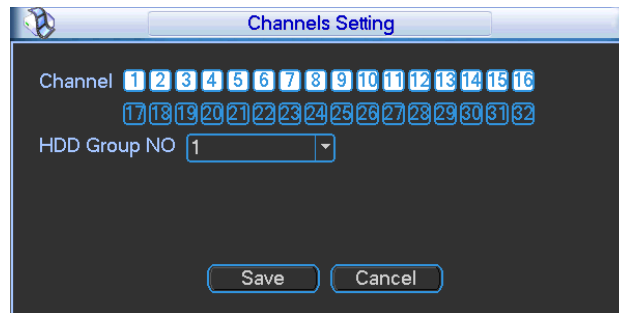 Channels Setting
Channel 1 2 3 4 5 6 7 8 9 10 11 12 13 14 15 16
17 18 19 20 21 22 23 24 25 26 27 28 29 30 31 32
HDD Group NO 1
Save Cancel